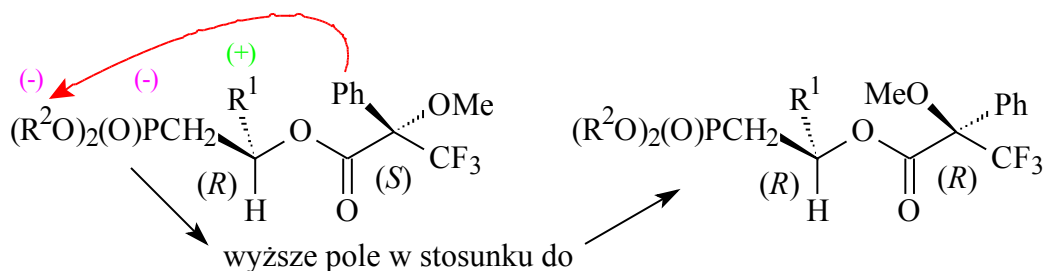 (-) (-) (+)
R¹ Ph OMe
(R²O)₂(O)PCH₂ O CF₃
(R) (S)
H O
R¹ MeO Ph
(R²O)₂(O)PCH₂ O CF₃
(R) (R)
H O
wyższe pole w stosunku do